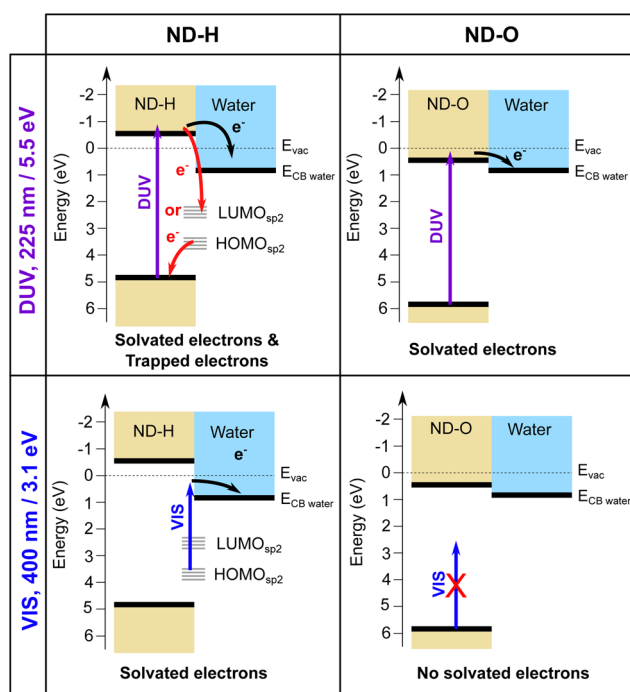 ND-H
ND-O
DUV, 225 nm / 5.5 eV
Energy (eV)
-2
-1
0
1
2
3
4
5
6
ND-H
Water
e-
Evac
ECB water
e-
or
LUMOsp2
e-
HOMOsp2
DUV
Solvated electrons &
Trapped electrons
Energy (eV)
-2
-1
0
1
2
3
4
5
6
ND-O
Water
Evac
e-
ECB water
DUV
Solvated electrons
VIS, 400 nm / 3.1 eV
Energy (eV)
-2
-1
0
1
2
3
4
5
6
ND-H
Water
e-
Evac
ECB water
VIS
LUMOsp2
HOMOsp2
Solvated electrons
Energy (eV)
-2
-1
0
1
2
3
4
5
6
ND-O
Water
Evac
ECB water
VIS
No solvated electrons